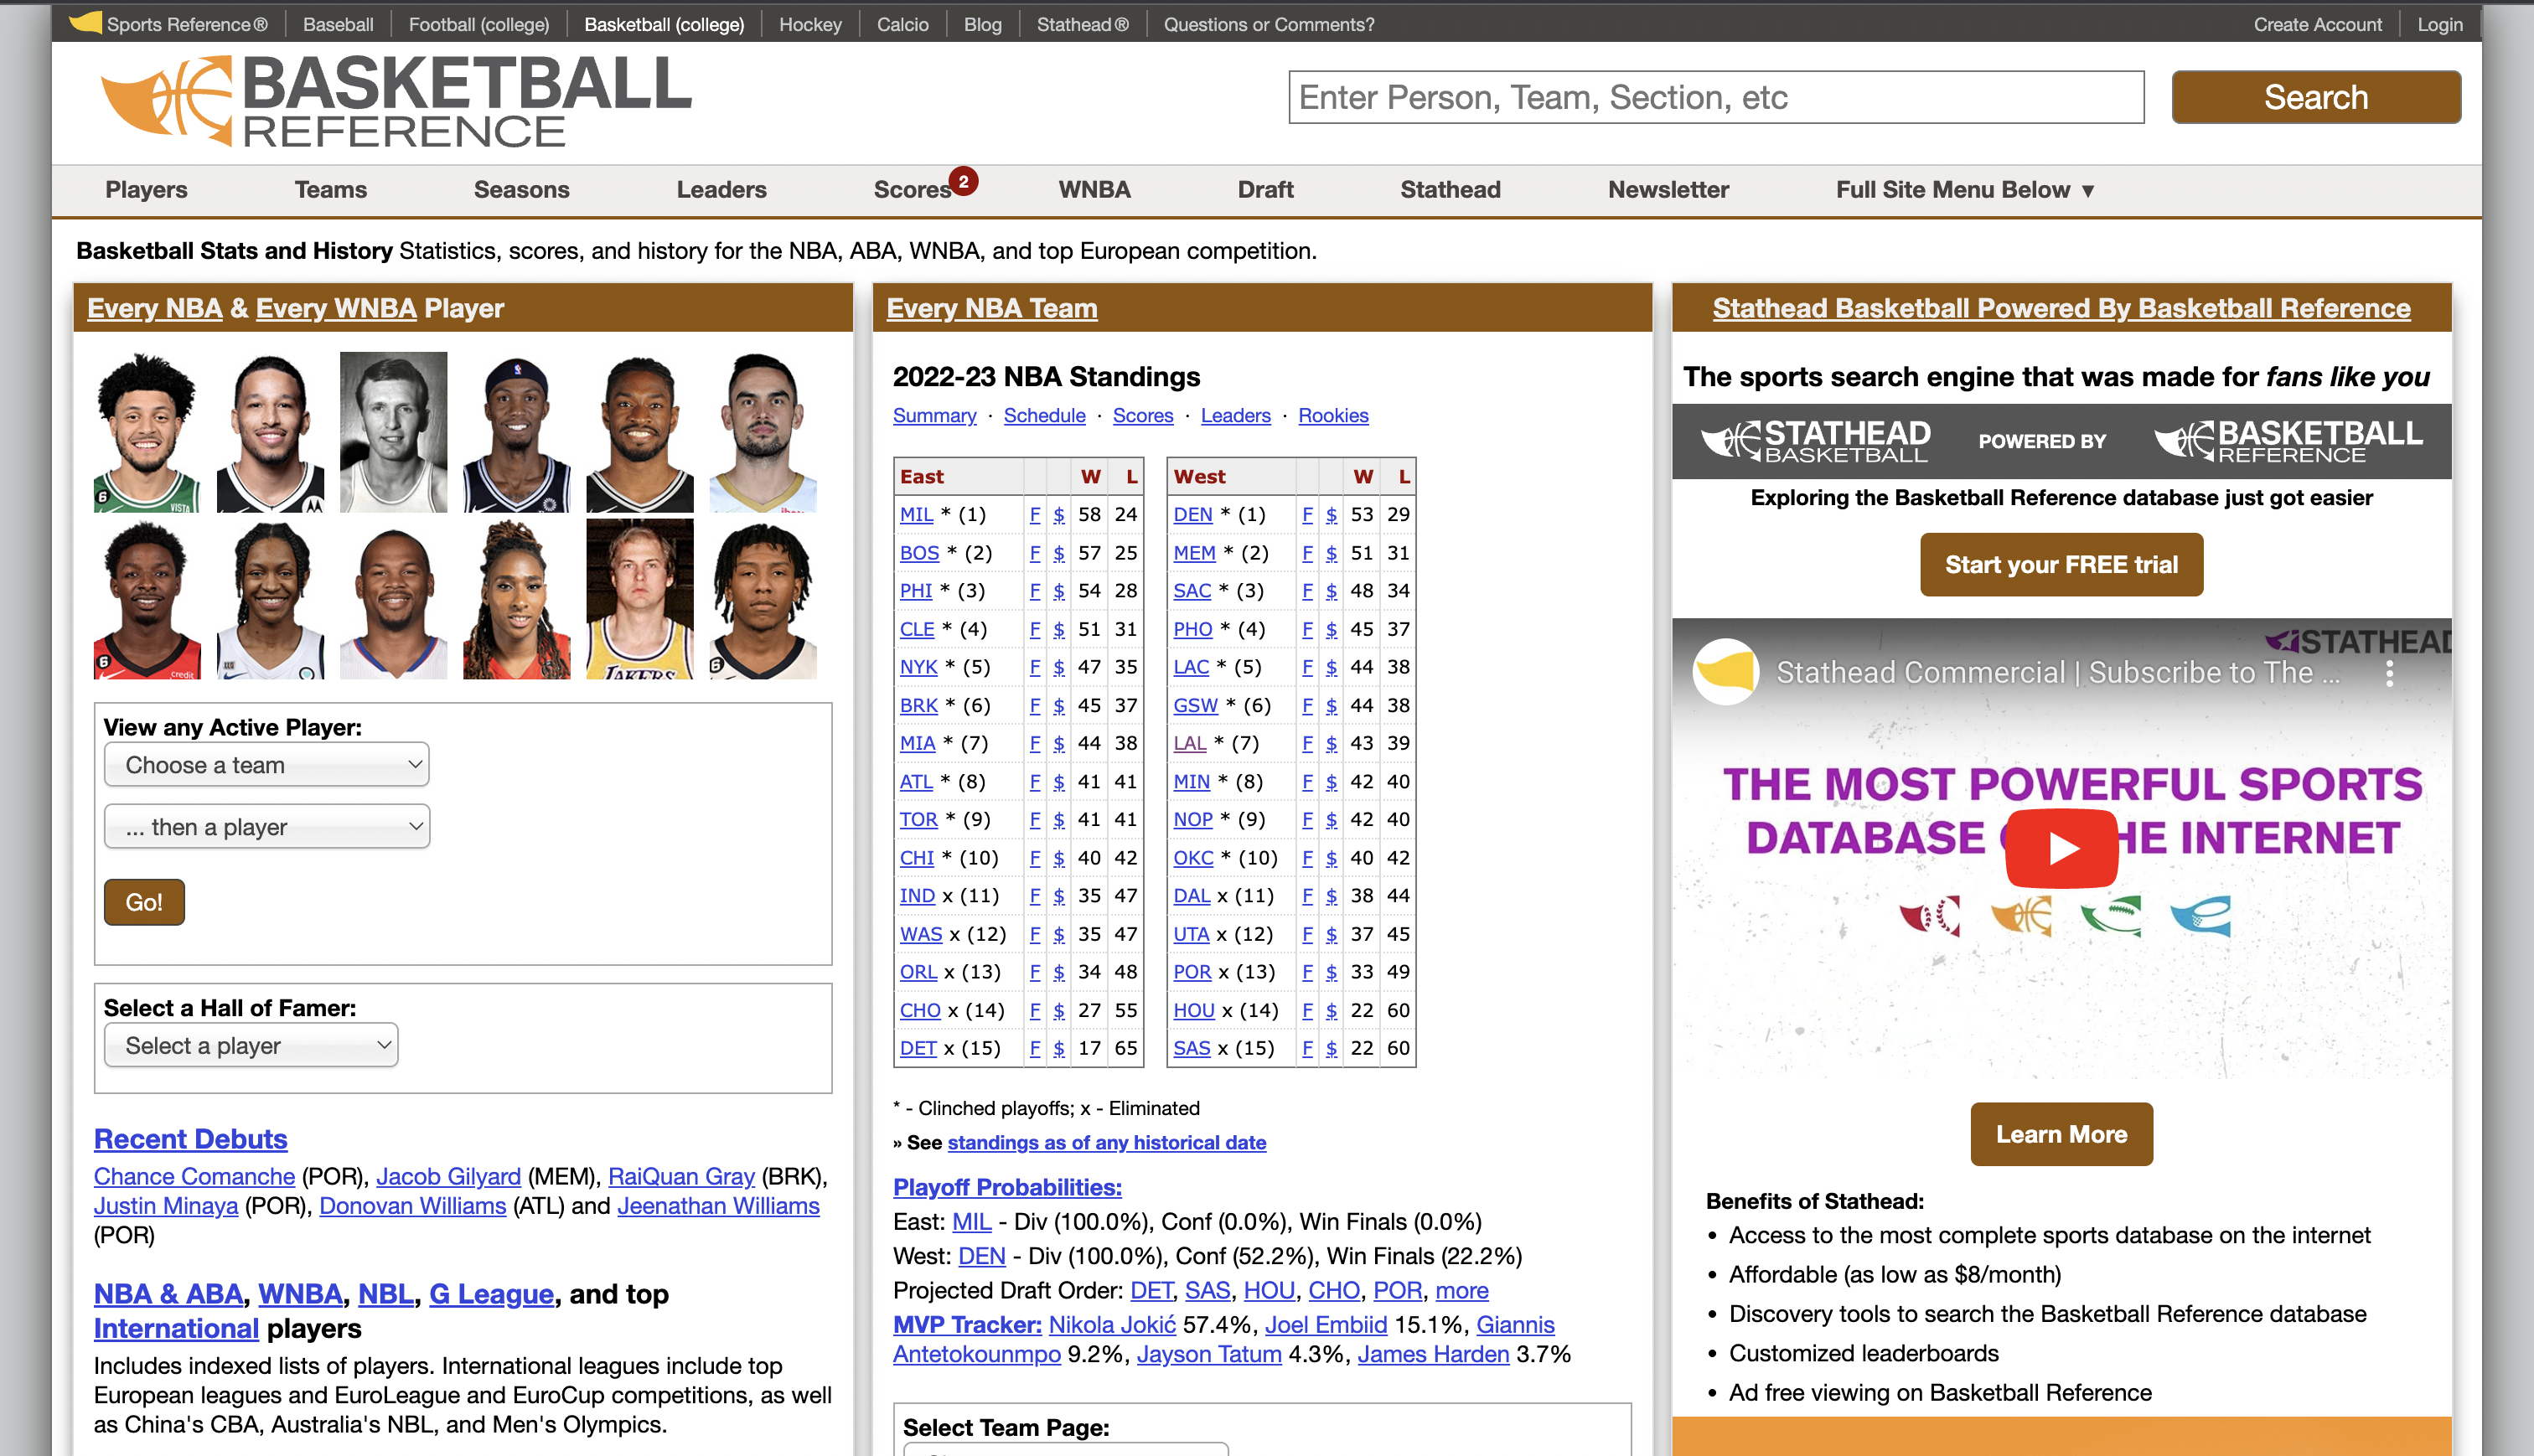 Sports Reference ® Baseball Football (college) Basketball (college) Hockey Calcio Blog Stathead ® Questions or Comments? Create Account Login
BASKETBALL
REFERENCE
Enter Person, Team, Section, etc Search
Players Teams Seasons Leaders Scores 2 WNBA Draft Stathead Newsletter Full Site Menu Below ▼
Basketball Stats and History Statistics, scores, and history for the NBA, ABA, WNBA, and top European competition.
Every NBA & Every WNBA Player
6 VISTA
6 credit
LAKERS
6
View any Active Player:
Choose a team
... then a player
Go!
Select a Hall of Famer:
Select a player
Recent Debuts
Chance Comanche (POR), Jacob Gilyard (MEM), RaiQuan Gray (BRK),
Justin Minaya (POR), Donovan Williams (ATL) and Jeenathan Williams
(POR)
NBA & ABA, WNBA, NBL, G League, and top
International players
Includes indexed lists of players. International leagues include top
European leagues and EuroLeague and EuroCup competitions, as well
as China's CBA, Australia's NBL, and Men's Olympics.
Every NBA Team
2022-23 NBA Standings
Summary · Schedule · Scores · Leaders · Rookies
East W L
MIL * (1) F $ 58 24
BOS * (2) F $ 57 25
PHI * (3) F $ 54 28
CLE * (4) F $ 51 31
NYK * (5) F $ 47 35
BRK * (6) F $ 45 37
MIA * (7) F $ 44 38
ATL * (8) F $ 41 41
TOR * (9) F $ 41 41
CHI * (10) F $ 40 42
IND x (11) F $ 35 47
WAS x (12) F $ 35 47
ORL x (13) F $ 34 48
CHO x (14) F $ 27 55
DET x (15) F $ 17 65
West W L
DEN * (1) F $ 53 29
MEM * (2) F $ 51 31
SAC * (3) F $ 48 34
PHO * (4) F $ 45 37
LAC * (5) F $ 44 38
GSW * (6) F $ 44 38
LAL * (7) F $ 43 39
MIN * (8) F $ 42 40
NOP * (9) F $ 42 40
OKC * (10) F $ 40 42
DAL x (11) F $ 38 44
UTA x (12) F $ 37 45
POR x (13) F $ 33 49
HOU x (14) F $ 22 60
SAS x (15) F $ 22 60
* - Clinched playoffs; x - Eliminated
» See standings as of any historical date
Playoff Probabilities:
East: MIL - Div (100.0%), Conf (0.0%), Win Finals (0.0%)
West: DEN - Div (100.0%), Conf (52.2%), Win Finals (22.2%)
Projected Draft Order: DET, SAS, HOU, CHO, POR, more
MVP Tracker: Nikola Jokić 57.4%, Joel Embiid 15.1%, Giannis
Antetokounmpo 9.2%, Jayson Tatum 4.3%, James Harden 3.7%
Select Team Page:
Stathead Basketball Powered By Basketball Reference
The sports search engine that was made for fans like you
STATHEAD BASKETBALL POWERED BY BASKETBALL REFERENCE
Exploring the Basketball Reference database just got easier
Start your FREE trial
STATHEAD
Stathead Commercial | Subscribe to The ...
THE MOST POWERFUL SPORTS
DATABASE HE INTERNET
Learn More
Benefits of Stathead:
• Access to the most complete sports database on the internet
• Affordable (as low as $8/month)
• Discovery tools to search the Basketball Reference database
• Customized leaderboards
• Ad free viewing on Basketball Reference